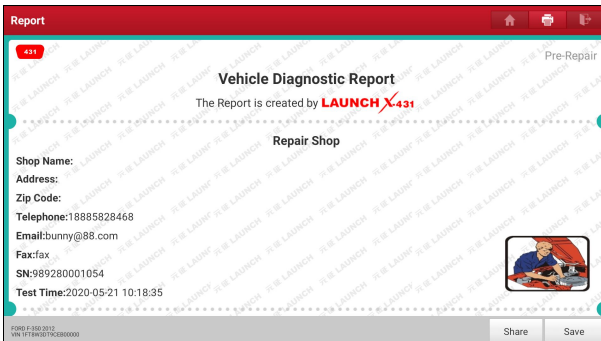 Report
431
Pre-Repair
Vehicle Diagnostic Report
The Report is created by LAUNCH X-431
Repair Shop
Shop Name:
Address:
Zip Code:
Telephone:18885828468
Email:bunny@88.com
Fax:fax
SN:989280001054
Test Time:2020-05-21 10:18:35
FORD F-350 2012
VIN 1FT8W3DT9CEB00000
Share
Save